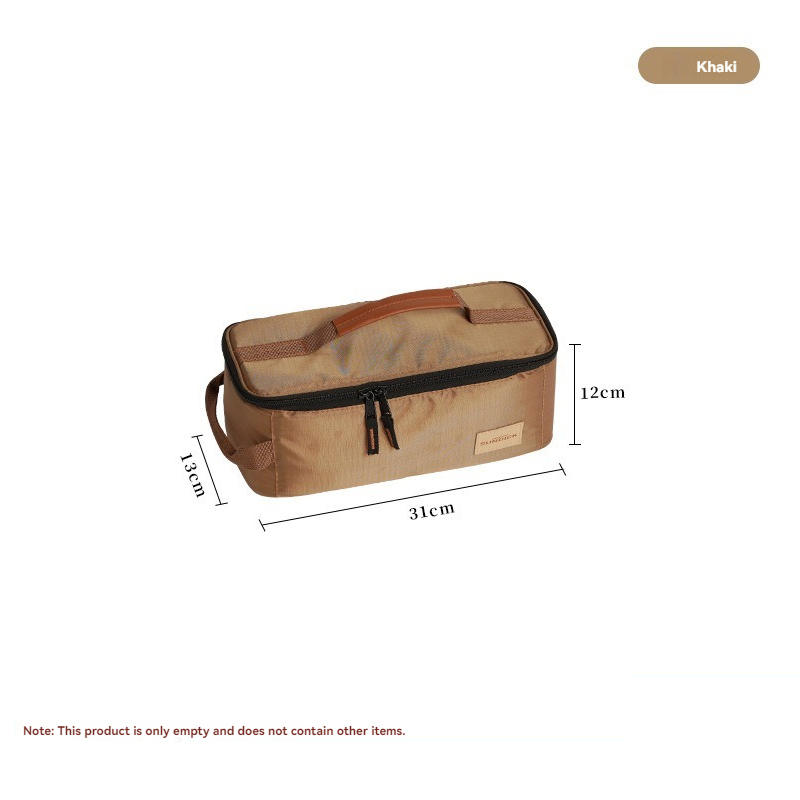 Khaki
12cm
13cm
31cm
Note: This product is only empty and does not contain other items.